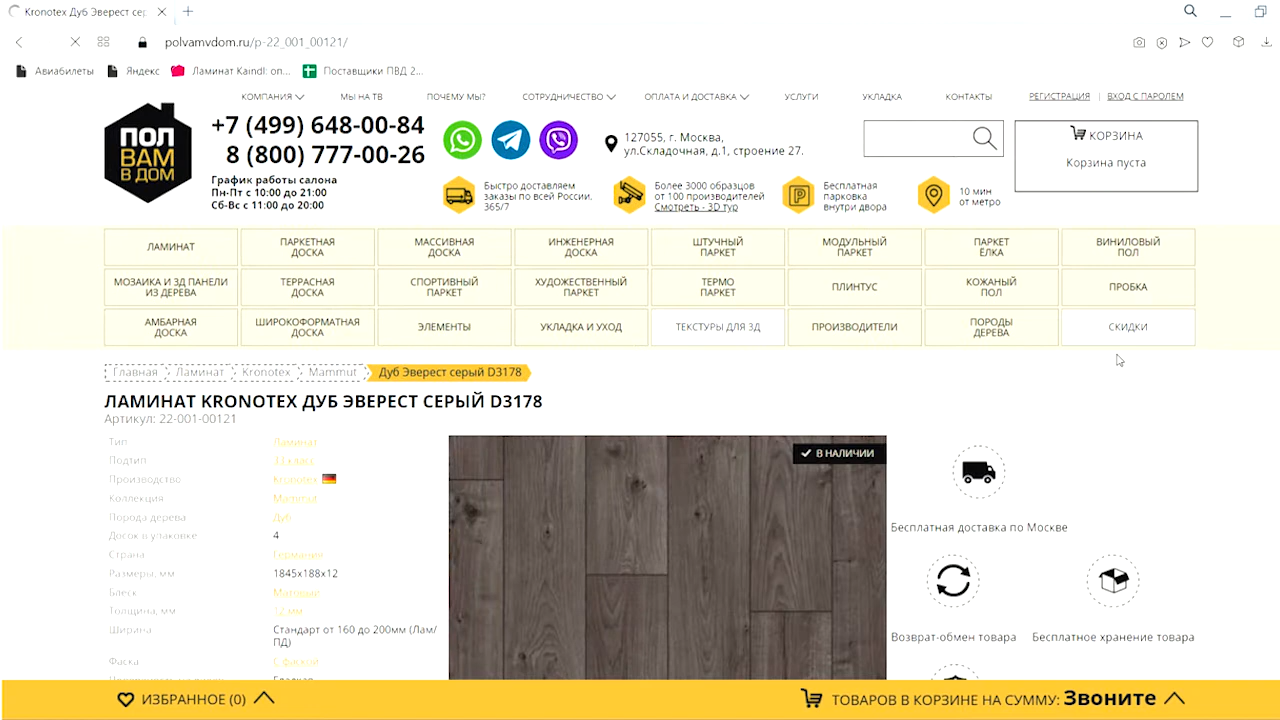 Kronotex Дуб Эверест сер
polvamvdom.ru/p-22_001_00121/
Авиабилеты
Яндекс
Ламинат Kaindl: оп...
Поставщики ПВД 2...
КОМПАНИЯ
МЫ НА ТВ
ПОЧЕМУ МЫ?
СОТРУДНИЧЕСТВО
ОПЛАТА И ДОСТАВКА
УСЛУГИ
УКЛАДКА
КОНТАКТЫ
РЕГИСТРАЦИЯ | ВХОД С ПАРОЛЕМ
ПОЛ
ВАМ
В ДОМ
+7 (499) 648-00-84
8 (800) 777-00-26
График работы салона
Пн-Пт с 10:00 до 21:00
Сб-Вс с 11:00 до 20:00
127055, г. Москва,
ул.Складочная, д.1, строение 27.
КОРЗИНА
Корзина пуста
Быстро доставляем
заказы по всей России.
365/7
Более 3000 образцов
от 100 производителей
Смотреть - 3D тур
Бесплатная
парковка
внутри двора
10 мин
от метро
ЛАМИНАТ
ПАРКЕТНАЯ
ДОСКА
МАССИВНАЯ
ДОСКА
ИНЖЕНЕРНАЯ
ДОСКА
ШТУЧНЫЙ
ПАРКЕТ
МОДУЛЬНЫЙ
ПАРКЕТ
ПАРКЕТ
ЁЛКА
ВИНИЛОВЫЙ
ПОЛ
МОЗАИКА И 3Д ПАНЕЛИ
ИЗ ДЕРЕВА
ТЕРРАСНАЯ
ДОСКА
СПОРТИВНЫЙ
ПАРКЕТ
ХУДОЖЕСТВЕННЫЙ
ПАРКЕТ
ТЕРМО
ПАРКЕТ
ПЛИНТУС
КОЖАНЫЙ
ПОЛ
ПРОБКА
АМБАРНАЯ
ДОСКА
ШИРОКОФОРМАТНАЯ
ДОСКА
ЭЛЕМЕНТЫ
УКЛАДКА И УХОД
ТЕКСТУРЫ ДЛЯ 3Д
ПРОИЗВОДИТЕЛИ
ПОРОДЫ
ДЕРЕВА
СКИДКИ
Главная
Ламинат
Kronotex
Mammut
Дуб Эверест серый D3178
ЛАМИНАТ KRONOTEX ДУБ ЭВЕРЕСТ СЕРЫЙ D3178
Артикул: 22-001-00121
Тип Ламинат
Подтип 33 класс
Производство Kronotex
Коллекция Mammut
Порода дерева Дуб
Досок в упаковке 4
Страна Германия
Размеры, мм 1845x188x12
Блеск Матовый
Толщина, мм 12 мм
Ширина Стандарт от 160 до 200мм (Лам/
ПД)
Фаска С фаской
В НАЛИЧИИ
Бесплатная доставка по Москве
Возврат-обмен товара
Бесплатное хранение товара
ИЗБРАННОЕ (0)
ТОВАРОВ В КОРЗИНЕ НА СУММУ: Звоните